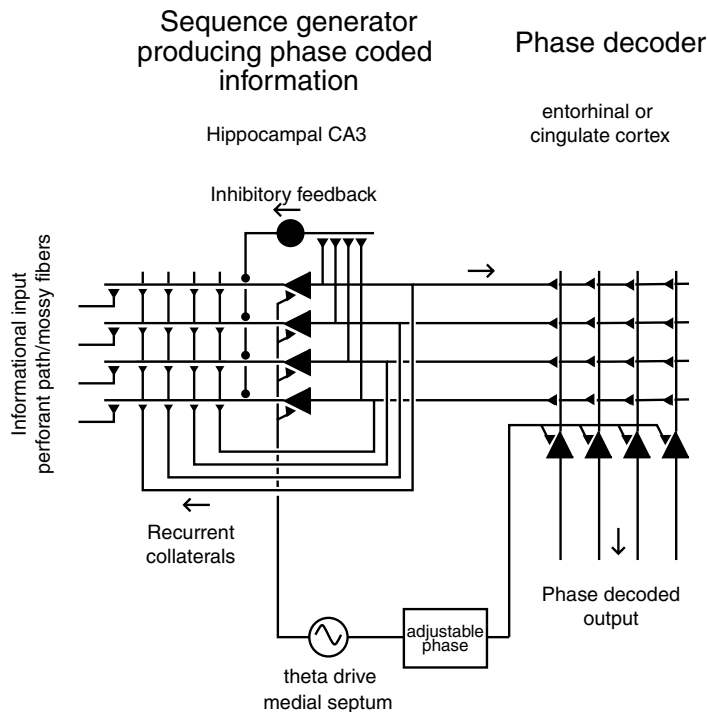 Sequence generator
producing phase coded
information
Phase decoder
Hippocampal CA3
entorhinal or
cingulate cortex
Inhibitory feedback
Informational input
perforant path/mossy fibers
Recurrent
collaterals
Phase decoded
output
adjustable
phase
theta drive
medial septum